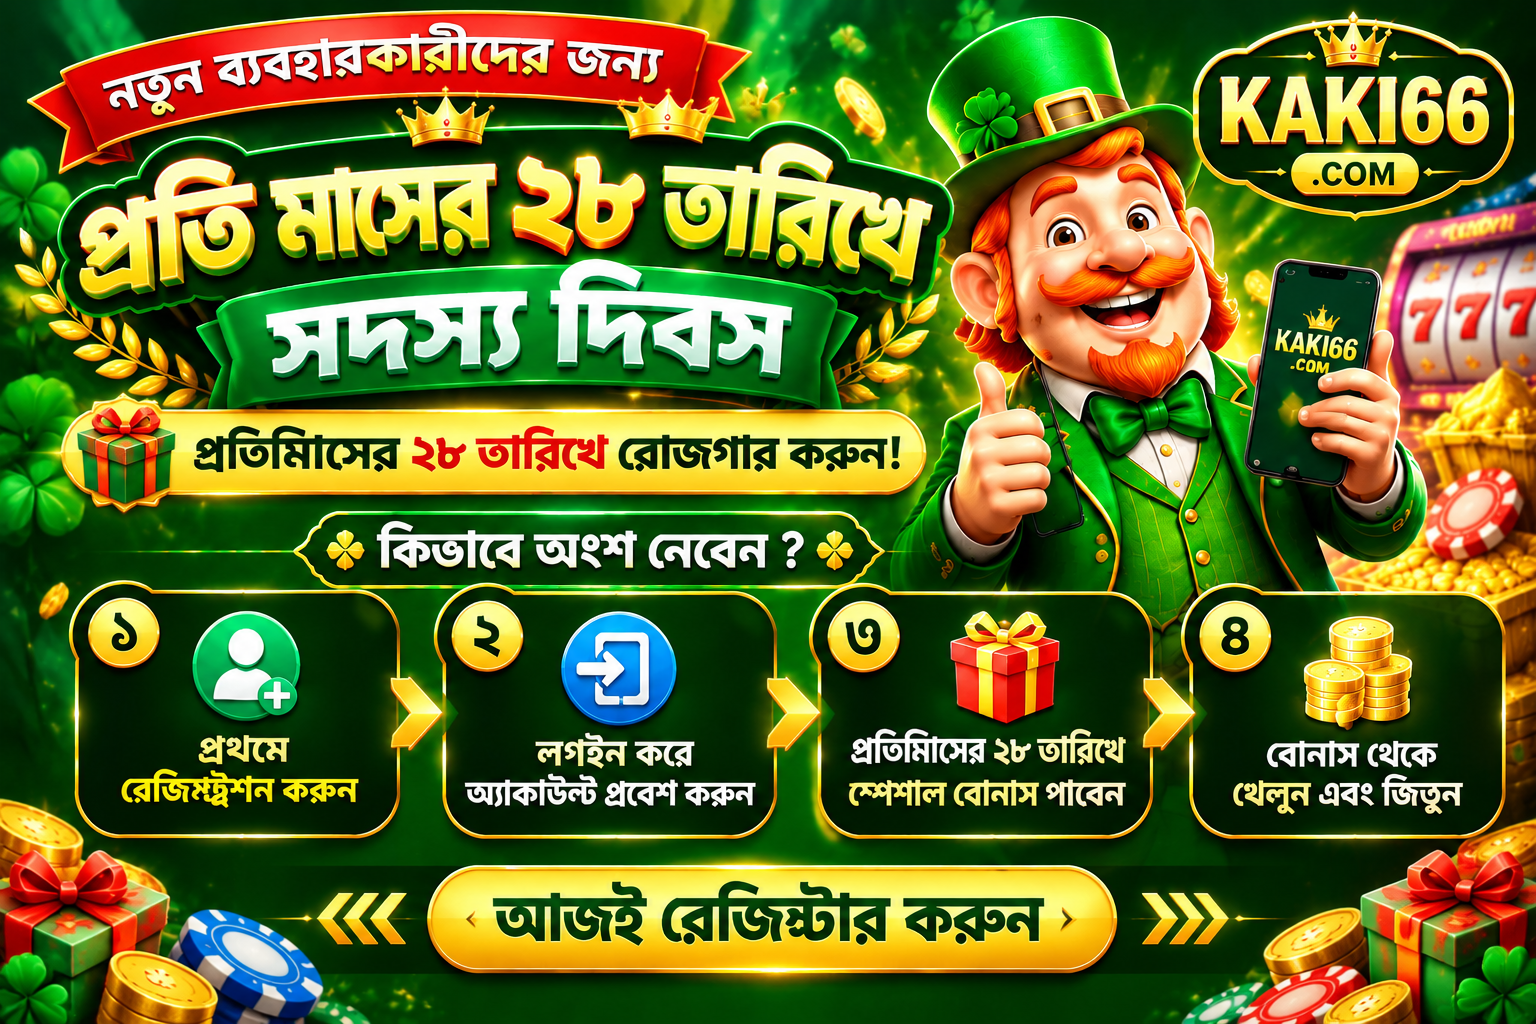 নতুন ব্যবহারকারীদের জন্য
KAKI66
.COM
প্রতি মাসের ২৮ তারিখে
সদস্য দিবস
KAKI66
.COM
777
প্রতিমিাসের ২৮ তারিখে রোজগার করুন!
কিভাবে অংশ নেবেন ?
১
প্রথমে
রেজিস্ট্রেশন করুন
২
লগইন করে
অ্যাকাউন্ট প্রবেশ করুন
৩
প্রতিমিাসের ২৮ তারিখে
স্পেশাল বোনাস পাবেন
৪
বোনাস থেকে
খেলুন এবং জিতুন
আজই রেজিস্টার করুন